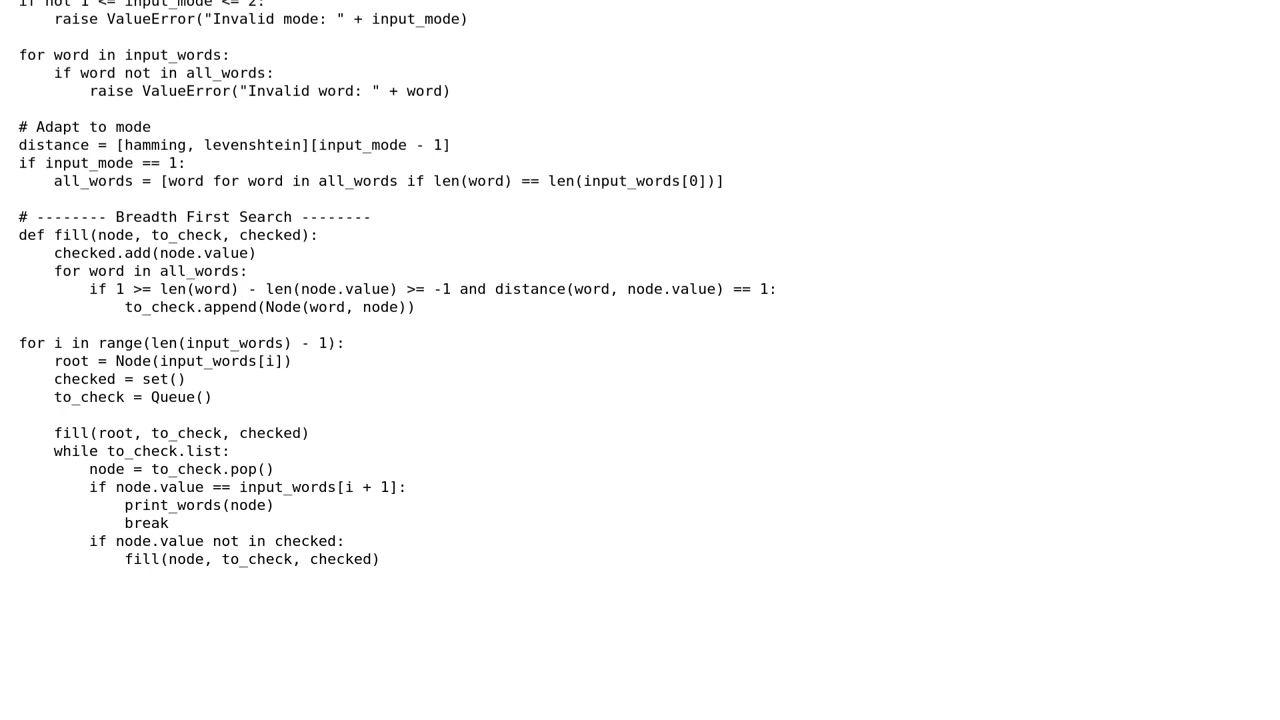 if not 1 <= input_mode <= 2:
    raise ValueError("Invalid mode: " + input_mode)

for word in input_words:
    if word not in all_words:
        raise ValueError("Invalid word: " + word)

# Adapt to mode
distance = [hamming, levenshtein][input_mode - 1]
if input_mode == 1:
    all_words = [word for word in all_words if len(word) == len(input_words[0])]

# -------- Breadth First Search --------
def fill(node, to_check, checked):
    checked.add(node.value)
    for word in all_words:
        if 1 >= len(word) - len(node.value) >= -1 and distance(word, node.value) == 1:
            to_check.append(Node(word, node))

for i in range(len(input_words) - 1):
    root = Node(input_words[i])
    checked = set()
    to_check = Queue()

    fill(root, to_check, checked)
    while to_check.list:
        node = to_check.pop()
        if node.value == input_words[i + 1]:
            print_words(node)
            break
        if node.value not in checked:
            fill(node, to_check, checked)